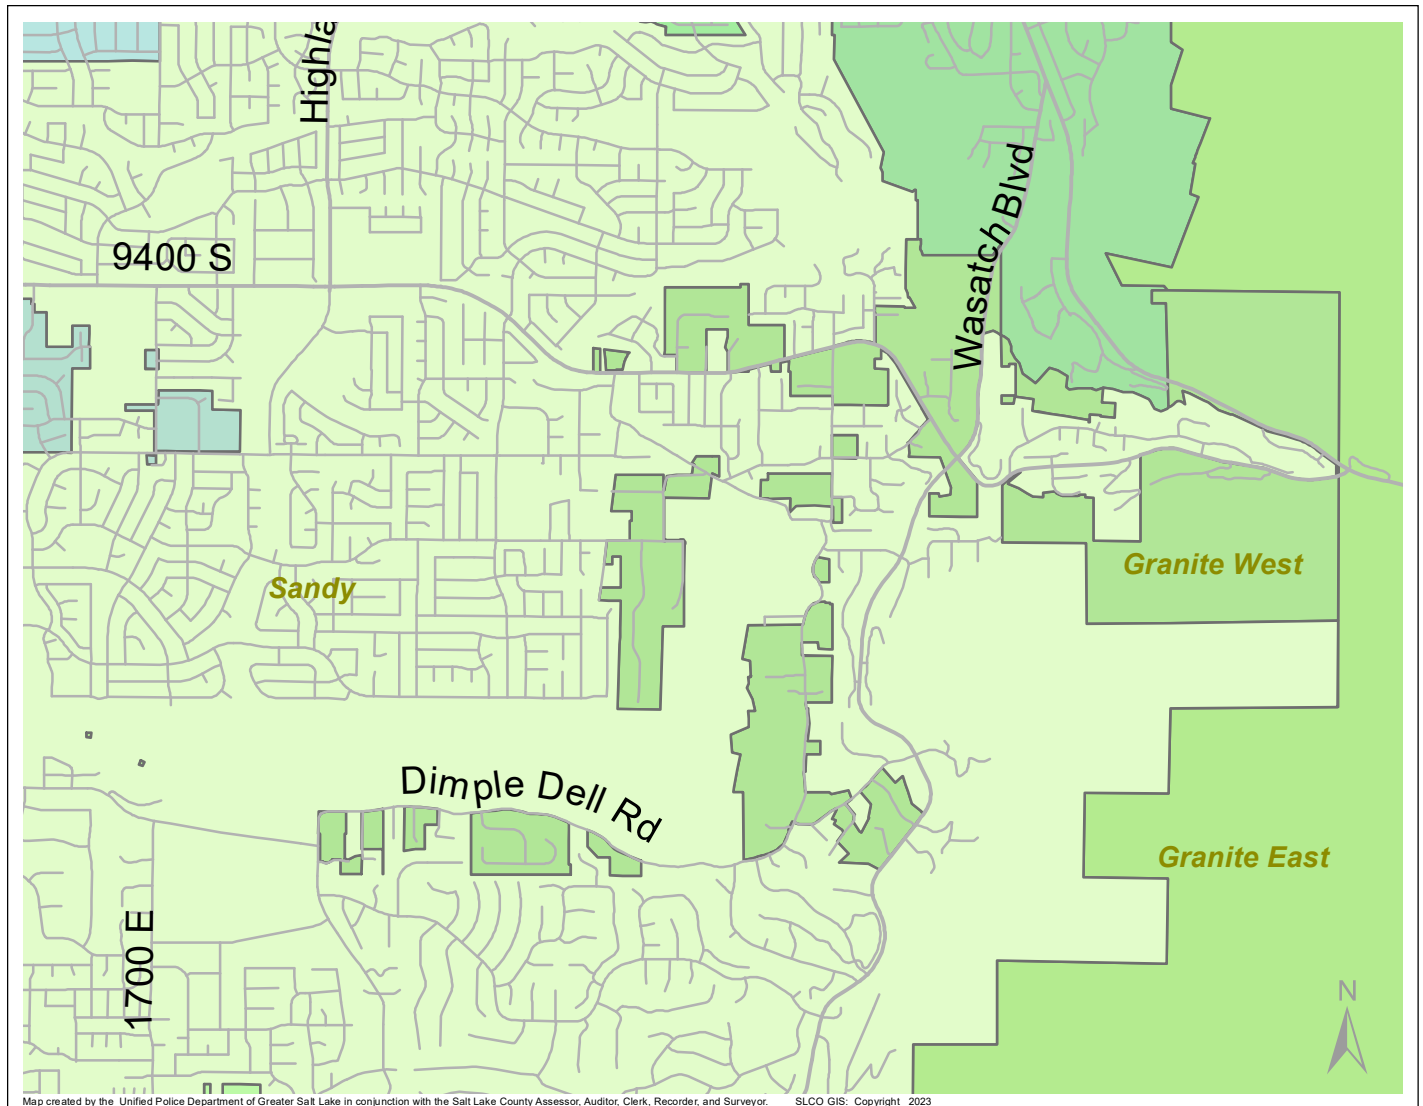 Highla
Wasatch Blvd
9400 S
Granite West
Sandy
Dimple Dell Rd
Granite East
1700 E
N
Map created by the Unified Police Department of Greater Salt Lake in conjunction with the Salt Lake County Assessor, Auditor, Clerk, Recorder, and Surveyor. SLCO GIS: Copyright 2023